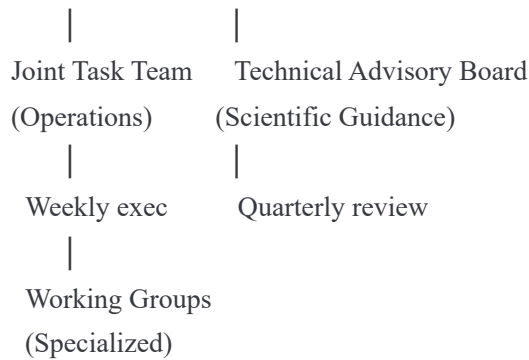 Joint Task Team Technical Advisory Board
(Operations) (Scientific Guidance)
Weekly exec Quarterly review
Working Groups
(Specialized)